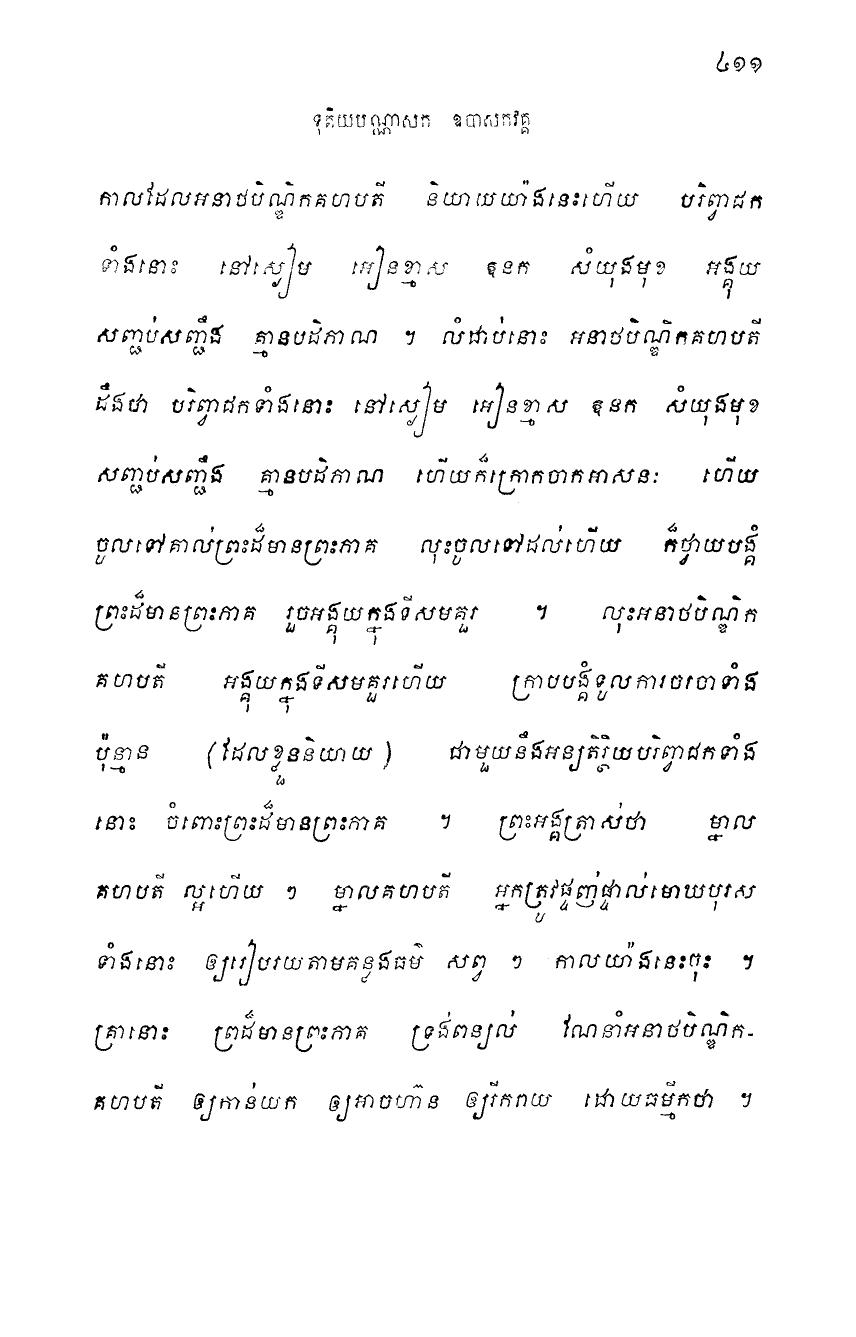 ៤១១
ទុតិយបណ្ណាសក ឧបាសកវគ្គ
កាលដែលអនាថបិណ្ឌិកគហបតី និយាយយ៉ាងនេះហើយ បរិព្វាជក
ទាំងនោះ នៅស្ងៀម អៀនខ្មាស ឱនក សំយុងមុខ អង្គុយ
សញ្ជប់សញ្ជឹង គ្មានបដិភាណ ។ លំដាប់នោះ អនាថបិណ្ឌិកគហបតី
ដឹងថា បរិព្វាជកទាំងនោះ នៅស្ងៀម អៀនខ្មាស ឱនក សំយុងមុខ
សញ្ជប់សញ្ជឹង គ្មានបដិភាណ ហើយក៏ក្រោកចាកអាសនៈ ហើយ
ចូលទៅគាល់ព្រះដ៏មានព្រះភាគ លុះចូលទៅដល់ហើយ ក៏ថ្វាយបង្គំ
ព្រះដ៏មានព្រះភាគ រួចអង្គុយក្នុងទីសមគួរ ។ លុះអនាថបិណ្ឌិក
គហបតី អង្គុយក្នុងទីសមគួរហើយ ក្រាបបង្គំទូលការចរចាទាំង
ប៉ុន្មាន (ដែលខ្លួននិយាយ) ជាមួយនឹងអន្យតិរ្ថិយបរិព្វាជកទាំង
នោះ ចំពោះព្រះដ៏មានព្រះភាគ ។ ព្រះអង្គត្រាស់ថា ម្នាល
គហបតី ល្អហើយ ៗ ម្នាលគហបតី អ្នកត្រូវផ្ចាញ់ផ្ចាលមោឃបុរស
ទាំងនោះ ឲ្យរៀបរយតាមគន្លងធម៌ សព្វ ៗ កាលយ៉ាងនេះចុះ ។
គ្រានោះ ព្រះដ៏មានព្រះភាគ ទ្រង់ពន្យល់ ណែនាំអនាថបិណ្ឌិក-
គហបតី ឲ្យកាន់យក ឲ្យអាចហ៊ាន ឲ្យរីករាយ ដោយធម្មីកថា ។